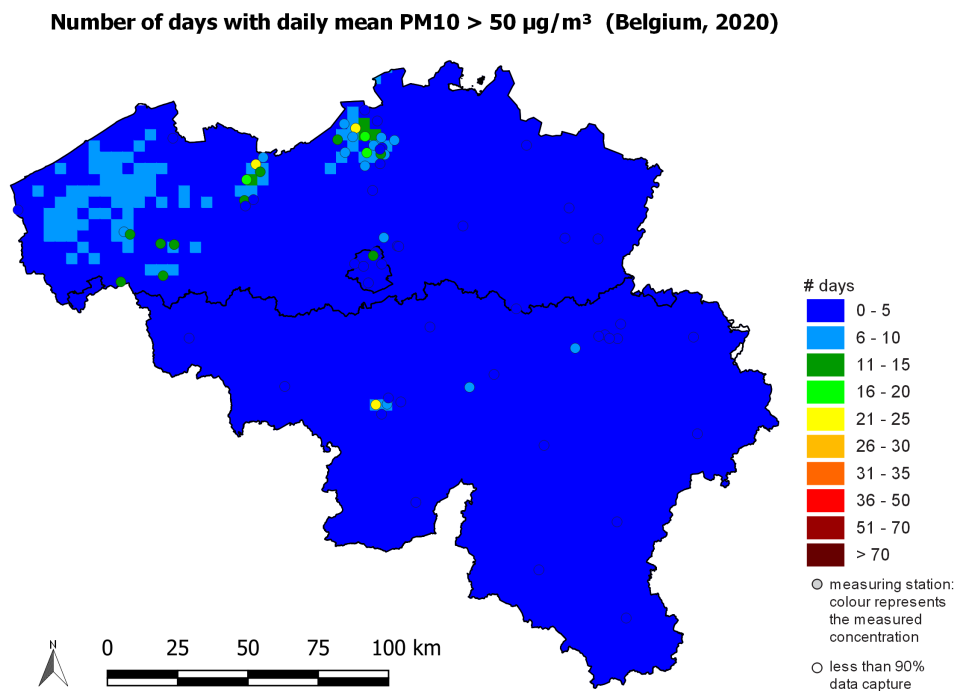 Number of days with daily mean PM10 > 50 µg/m³ (Belgium, 2020)
# days
0 - 5
6 - 10
11 - 15
16 - 20
21 - 25
26 - 30
31 - 35
36 - 50
51 - 70
> 70
measuring station:
colour represents
the measured
concentration
less than 90%
data capture
N
0 25 50 75 100 km